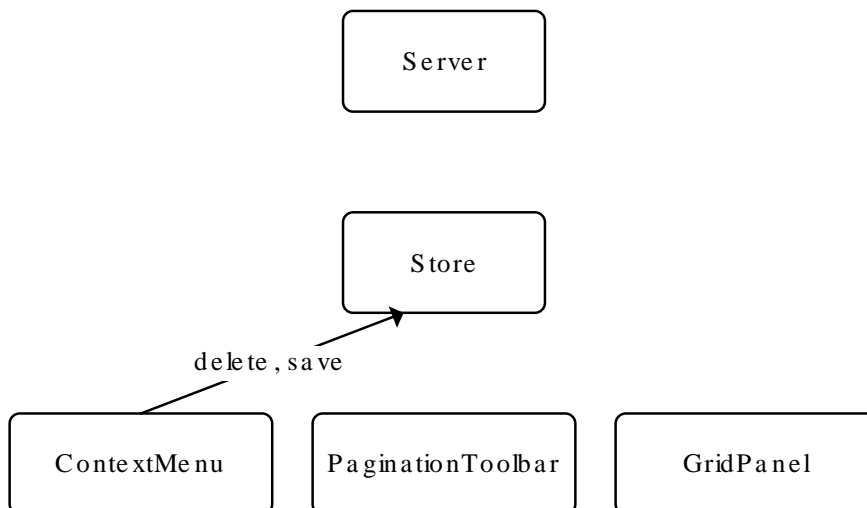 Server
Store
delete, save
ContextMenu
PaginationToolbar
GridPanel